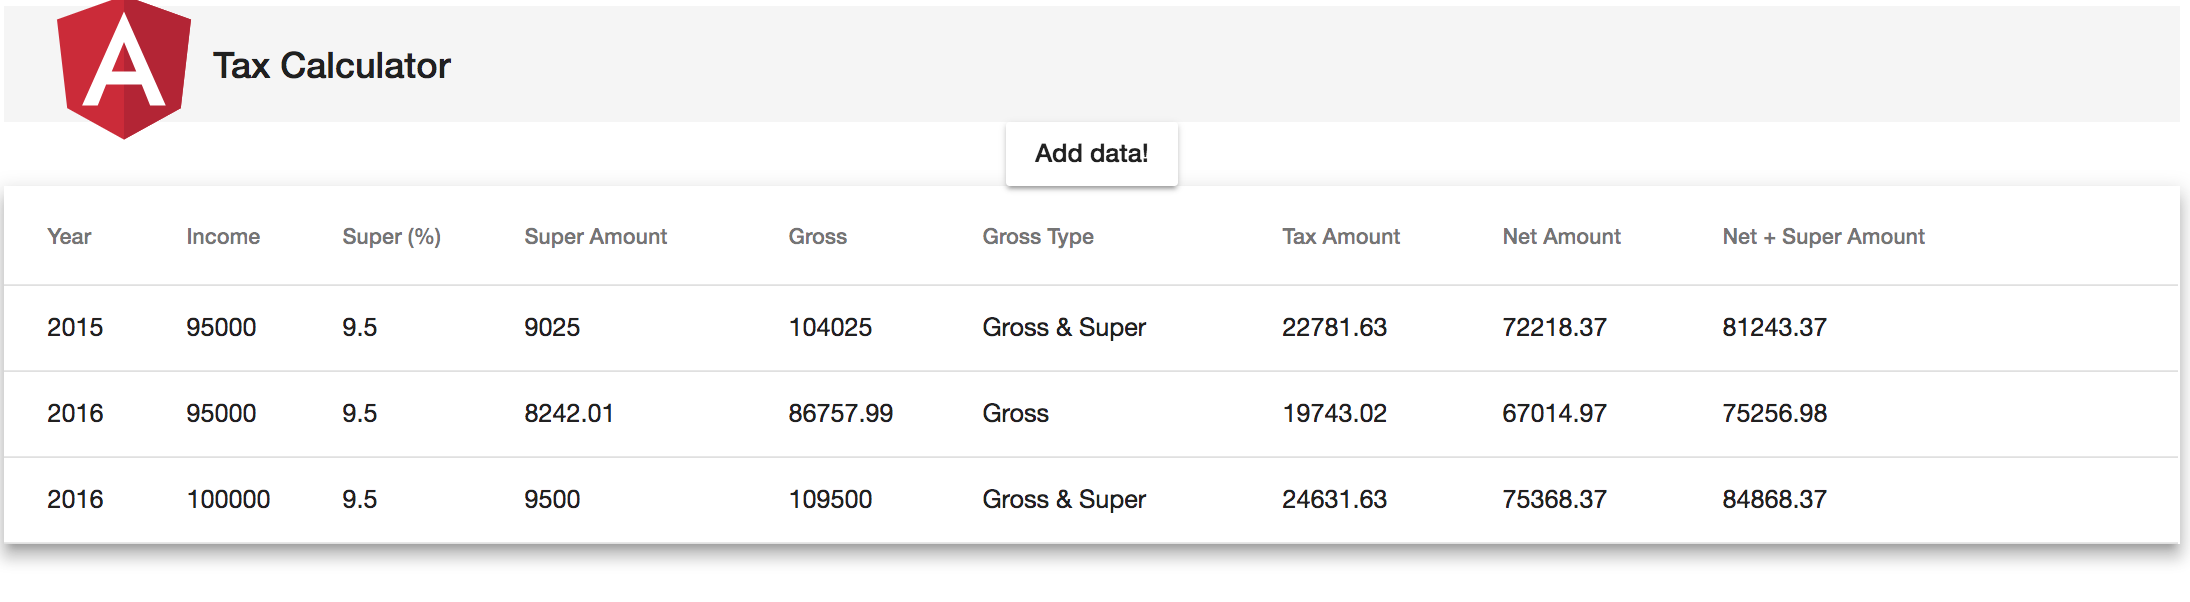 A
Tax Calculator
Add data!
Year Income Super (%) Super Amount Gross Gross Type Tax Amount Net Amount Net + Super Amount
2015 95000 9.5 9025 104025 Gross & Super 22781.63 72218.37 81243.37
2016 95000 9.5 8242.01 86757.99 Gross 19743.02 67014.97 75256.98
2016 100000 9.5 9500 109500 Gross & Super 24631.63 75368.37 84868.37